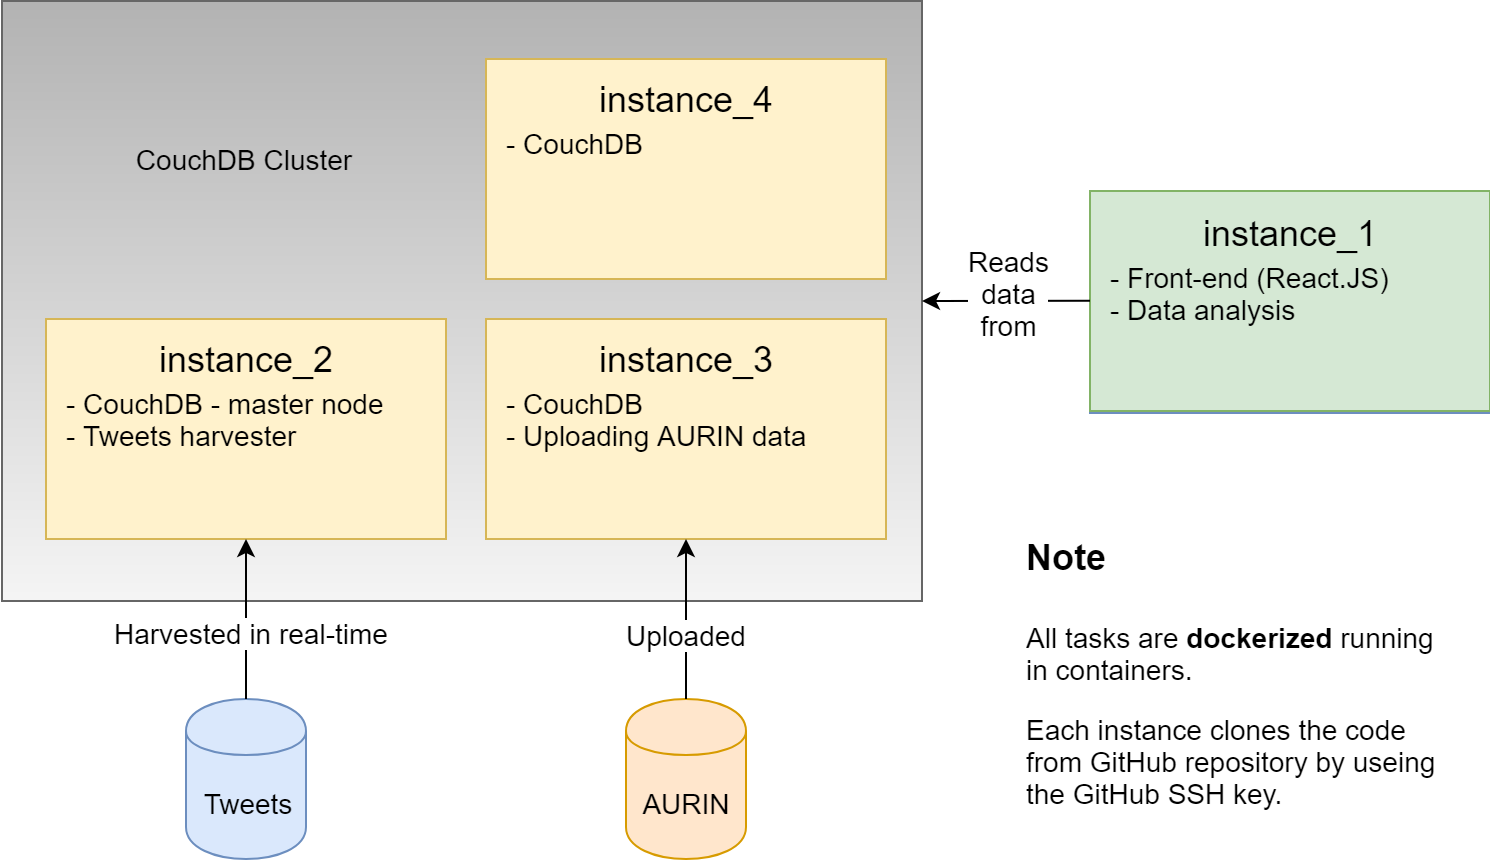 CouchDB Cluster
instance_4
- CouchDB
instance_2
- CouchDB - master node
- Tweets harvester
instance_3
- CouchDB
- Uploading AURIN data
Reads
data
from
instance_1
- Front-end (React.JS)
- Data analysis
Harvested in real-time
Uploaded
Tweets
AURIN
Note
All tasks are dockerized running
in containers.
Each instance clones the code
from GitHub repository by useing
the GitHub SSH key.